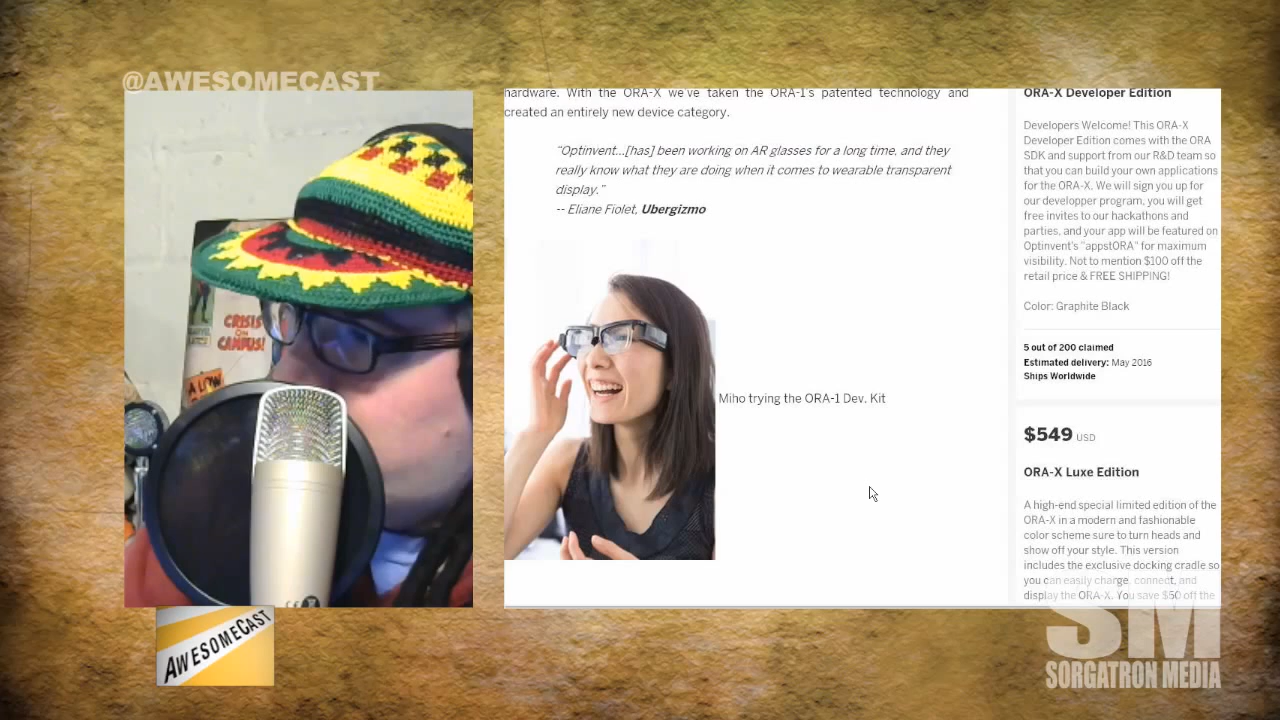 @AWESOMECAST
hardware. With the ORA-X we've taken the ORA-1's patented technology and
created an entirely new device category.
“Optinvent...[has] been working on AR glasses for a long time, and they
really know what they are doing when it comes to wearable transparent
display.”
-- Eliane Fiolet, Ubergizmo
Miho trying the ORA-1 Dev. Kit
ORA-X Developer Edition
Developers Welcome! This ORA-X
Developer Edition comes with the ORA
SDK and support from our R&D team so
that you can build your own applications
for the ORA-X. We will sign you up for
our developper program, you will get
free invites to our hackathons and
parties, and your app will be featured on
Optinvent's "appstORA" for maximum
visibility. Not to mention $100 off the
retail price & FREE SHIPPING!
Color: Graphite Black
5 out of 200 claimed
Estimated delivery: May 2016
Ships Worldwide
$549 USD
ORA-X Luxe Edition
A high-end special limited edition of the
ORA-X in a modern and fashionable
color scheme sure to turn heads and
show off your style. This version
includes the exclusive docking cradle so
you can easily charge, connect, and
display the ORA-X. You save $50 off the
CRISIS
ON
CAMPUS!
A LOW
AWESOMECAST
SM
SORGATRON MEDIA